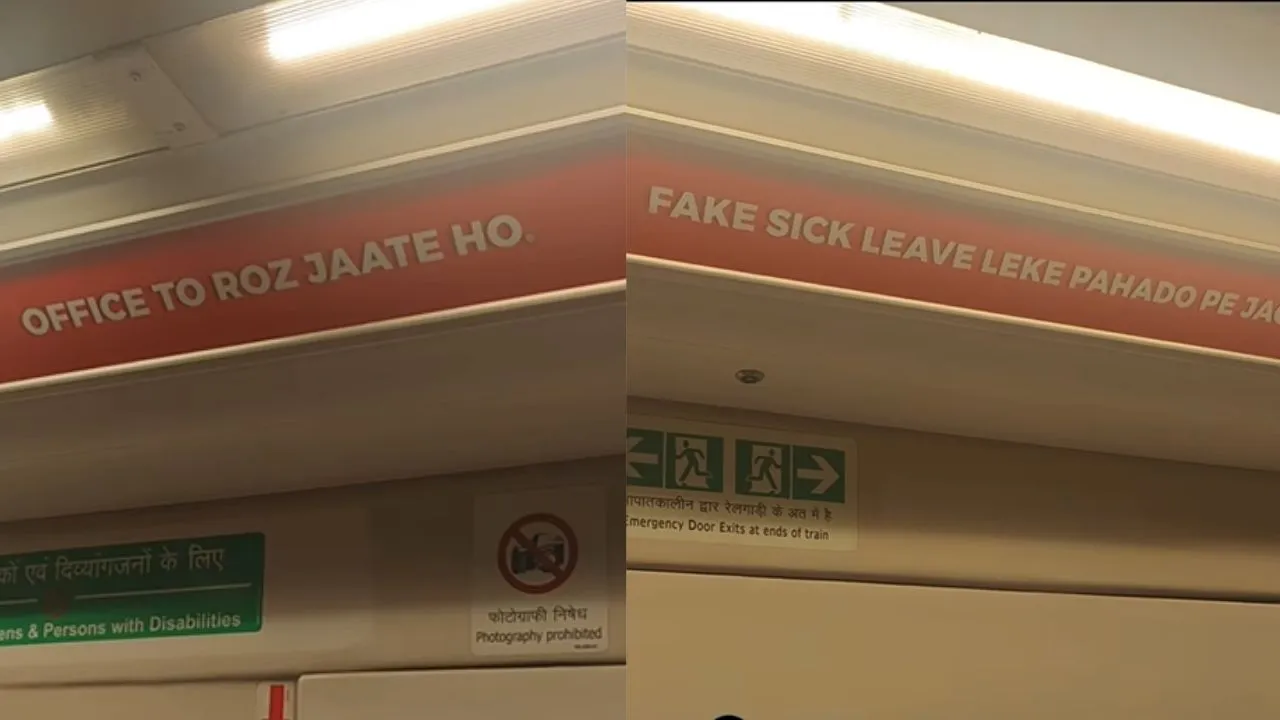 OFFICE TO ROZ JAATE HO.
कों एवं दिव्यांगजनों के लिए
ens & Persons with Disabilities
फोटोग्राफी निषेध
Photography prohibited
FAKE SICK LEAVE LEKE PAHADO PE JAO
ापातकालीन द्वार रेलगाड़ी के अंत में है
Emergency Door Exits at ends of train